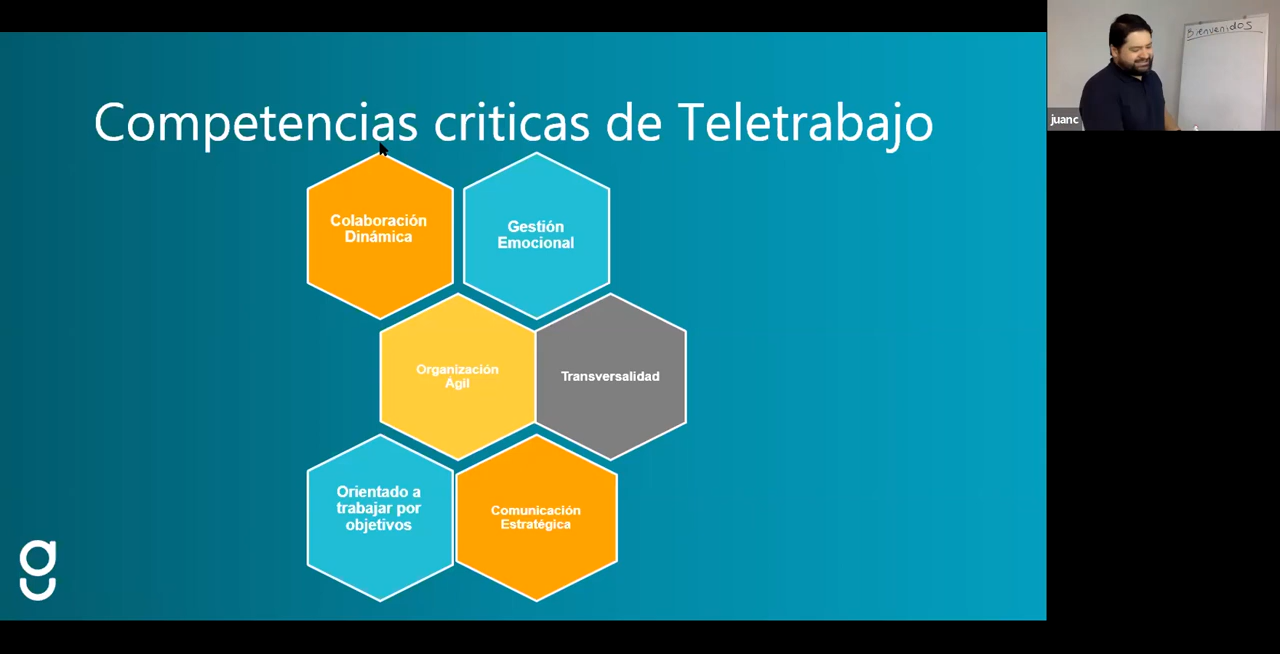 Competencias criticas de Teletrabajo
Colaboración
Dinámica
Gestión
Emocional
Organización
Ágil
Transversalidad
Orientado a
trabajar por
objetivos
Comunicación
Estratégica
Bienvenidos
juanc